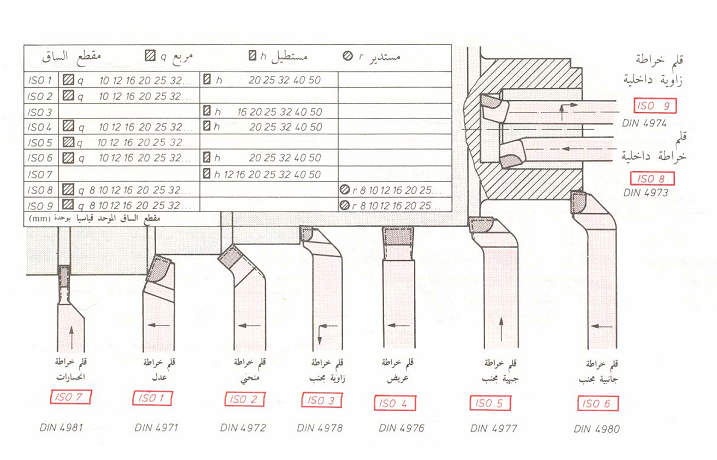 مقطع الساق مربع q مستطيل h مستدير r
ISO 1 q 10 12 16 20 25 32... h 20 25 32 40 50
ISO 2 q 10 12 16 20 25 32...
ISO 3 h 16 20 25 32 40 50
ISO 4 q 10 12 16 20 25 32... h 20 25 32 40 50
ISO 5 q 10 12 16 20 25 32...
ISO 6 q 10 12 16 20 25 32... h 20 25 32 40 50
ISO 7 h 12 16 20 25 32 40 50
ISO 8 q 8 10 12 16 20 25 32... r 8 10 12 16 20 25...
ISO 9 q 8 10 12 16 20 25 32... r 8 10 12 16 20 25...
مقطع الساق الموحد قياسيا بوحدة (mm)
قلم خراطة
زاوية داخلية
ISO 9
DIN 4974
قلم
خراطة داخلية
ISO 8
DIN 4973
قلم خراطة
انحسارات
ISO 7
DIN 4981
قلم خراطة
عدل
ISO 1
DIN 4971
قلم خراطة
منحني
ISO 2
DIN 4972
قلم خراطة
زاوية مجنب
ISO 3
DIN 4978
قلم خراطة
عريض
ISO 4
DIN 4976
قلم خراطة
جبهية مجنب
ISO 5
DIN 4977
قلم خراطة
جانبية مجنب
ISO 6
DIN 4980